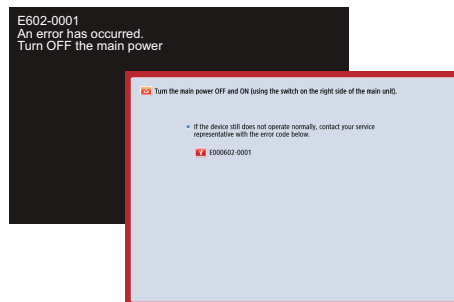 E602-0001
An error has occurred.
Turn OFF the main power
Turn the main power OFF and ON (using the switch on the right side of the main unit).
If the device still does not operate normally, contact your service
representative with the error code below.
E000602-0001